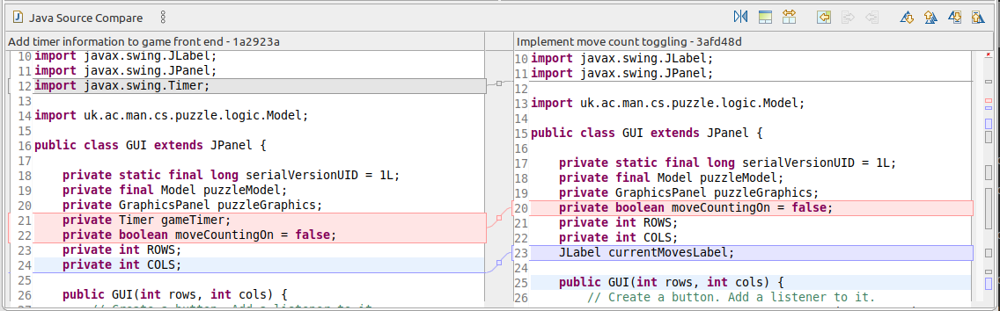 Java Source Compare
Add timer information to game front end - 1a2923a
10 import javax.swing.JLabel;
11 import javax.swing.JPanel;
12 import javax.swing.Timer;
13
14 import uk.ac.man.cs.puzzle.logic.Model;
15
16 public class GUI extends JPanel {
17
18     private static final long serialVersionUID = 1L;
19     private final Model puzzleModel;
20     private GraphicsPanel puzzleGraphics;
21     private Timer gameTimer;
22     private boolean moveCountingOn = false;
23     private int ROWS;
24     private int COLS;
25
26     public GUI(int rows, int cols) {
27         // Create a button. Add a listener to it
Implement move count toggling - 3afd48d
10 import javax.swing.JLabel;
11 import javax.swing.JPanel;
12
13 import uk.ac.man.cs.puzzle.logic.Model;
14
15 public class GUI extends JPanel {
16
17     private static final long serialVersionUID = 1L;
18     private final Model puzzleModel;
19     private GraphicsPanel puzzleGraphics;
20     private boolean moveCountingOn = false;
21     private int ROWS;
22     private int COLS;
23     JLabel currentMovesLabel;
24
25     public GUI(int rows, int cols) {
26         // Create a button. Add a listener to it.